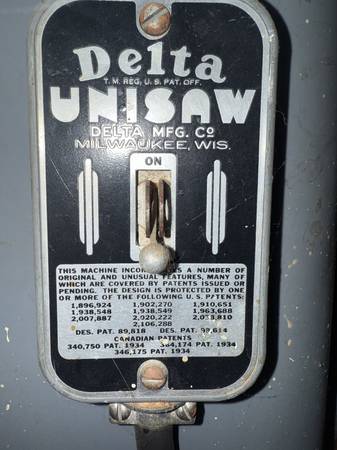 Delta
T.M. REG. U.S. PAT. OFF.
UNISAW
DELTA MFG. Co
MILWAUKEE, WIS.
ON
THIS MACHINE A NUMBER OF
ORIGINAL AND UNUSUAL FEATURES, MANY OF
WHICH ARE COVERED BY PATENTS ISSUED OR
PENDING. THE DESIGN IS PROTECTED BY ONE
OR MORE OF THE FOLLOWING U.S. PATENTS
1,896,924 1,902,270 1,910,651
1,938,548 1,938,549 1,963,688
2,007,887 2,020,222
2,106,288
DES. PAT. 89,818 DES. PAT.
CANADIAN PATENTS
340,750 PAT. 1934 PAT. 1934
346,175 PAT. 1934